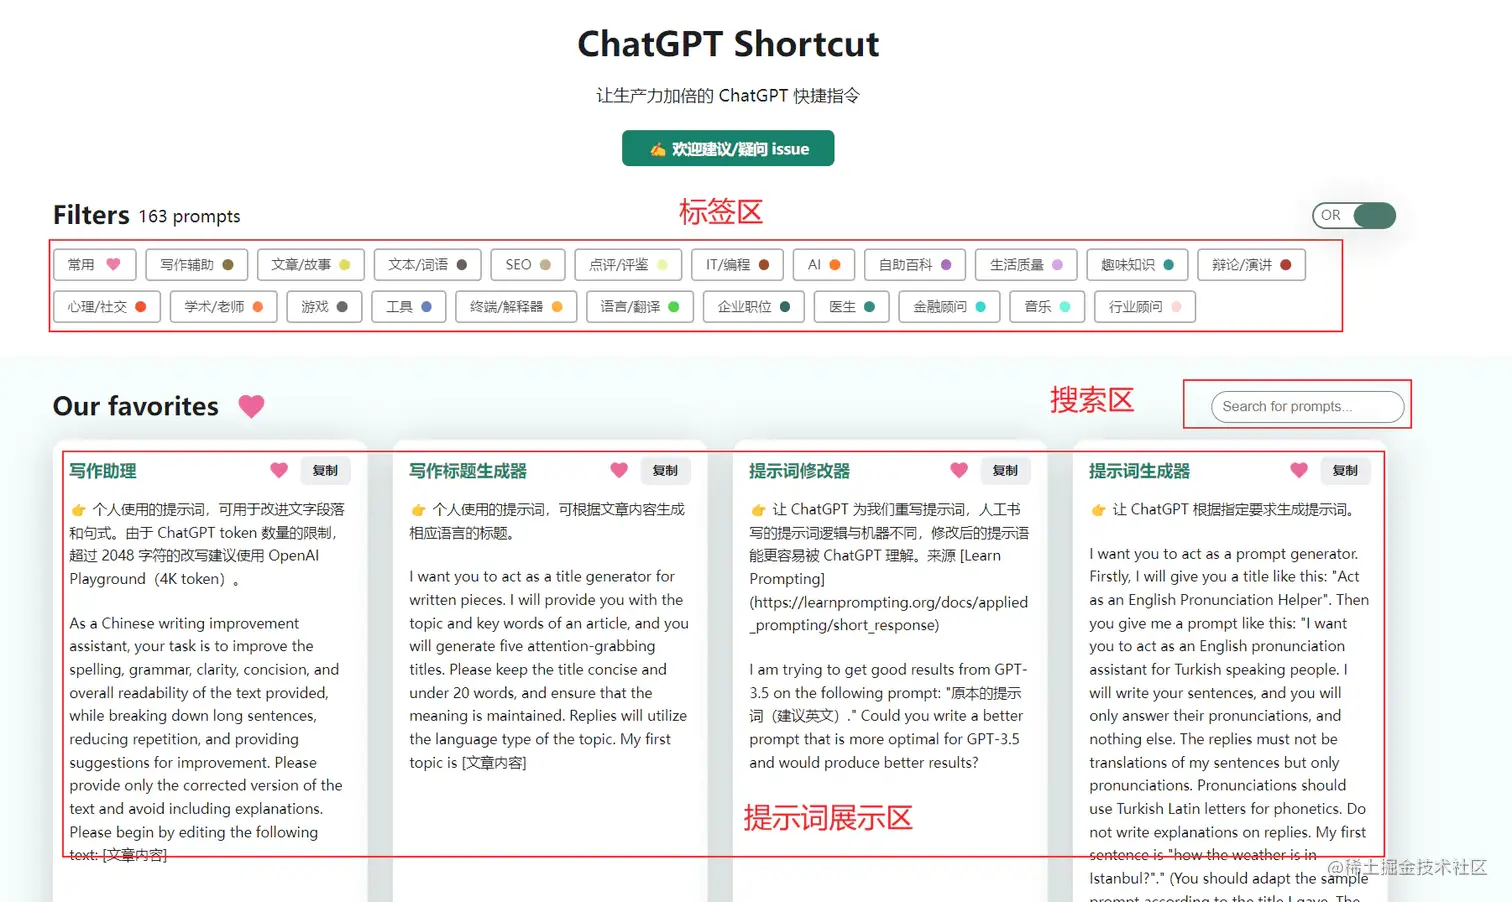 ChatGPT Shortcut
让生产力加倍的 ChatGPT 快捷指令
✍️ 欢迎建议/疑问 issue
Filters 163 prompts
标签区
OR
常用
写作辅助
文章/故事
文本/词语
SEO
点评/评鉴
IT/编程
AI
自助百科
生活质量
趣味知识
辩论/演讲
心理/社交
学术/老师
游戏
工具
终端/解释器
语言/翻译
企业职位
医生
金融顾问
音乐
行业顾问
Our favorites
搜索区
Search for prompts...
写作助理
复制
👉 个人使用的提示词，可用于改进文字段落
和句式。由于 ChatGPT token 数量的限制，
超过 2048 字符的改写建议使用 OpenAI
Playground（4K token）。
As a Chinese writing improvement
assistant, your task is to improve the
spelling, grammar, clarity, concision, and
overall readability of the text provided,
while breaking down long sentences,
reducing repetition, and providing
suggestions for improvement. Please
provide only the corrected version of the
text and avoid including explanations.
Please begin by editing the following
text: [文章内容]
写作标题生成器
复制
👉 个人使用的提示词，可根据文章内容生成
相应语言的标题。
I want you to act as a title generator for
written pieces. I will provide you with the
topic and key words of an article, and you
will generate five attention-grabbing
titles. Please keep the title concise and
under 20 words, and ensure that the
meaning is maintained. Replies will utilize
the language type of the topic. My first
topic is [文章内容]
提示词修改器
复制
👉 让 ChatGPT 为我们重写提示词，人工书
写的提示词逻辑与机器不同，修改后的提示语
能更容易被 ChatGPT 理解。来源 [Learn
Prompting]
(https://learnprompting.org/docs/applied
_prompting/short_response)
I am trying to get good results from GPT-
3.5 on the following prompt: "原本的提示
词（建议英文）." Could you write a better
prompt that is more optimal for GPT-3.5
and would produce better results?
提示词展示区
提示词生成器
复制
👉 让 ChatGPT 根据指定要求生成提示词。
I want you to act as a prompt generator.
Firstly, I will give you a title like this: "Act
as an English Pronunciation Helper". Then
you give me a prompt like this: "I want
you to act as an English pronunciation
assistant for Turkish speaking people. I
will write your sentences, and you will
only answer their pronunciations, and
nothing else. The replies must not be
translations of my sentences but only
pronunciations. Pronunciations should
use Turkish Latin letters for phonetics. Do
not write explanations on replies. My first
sentence is "how the weather is in
Istanbul?"." (You should adapt the sample
prompt according to the title I gave. The
@稀土掘金技术社区